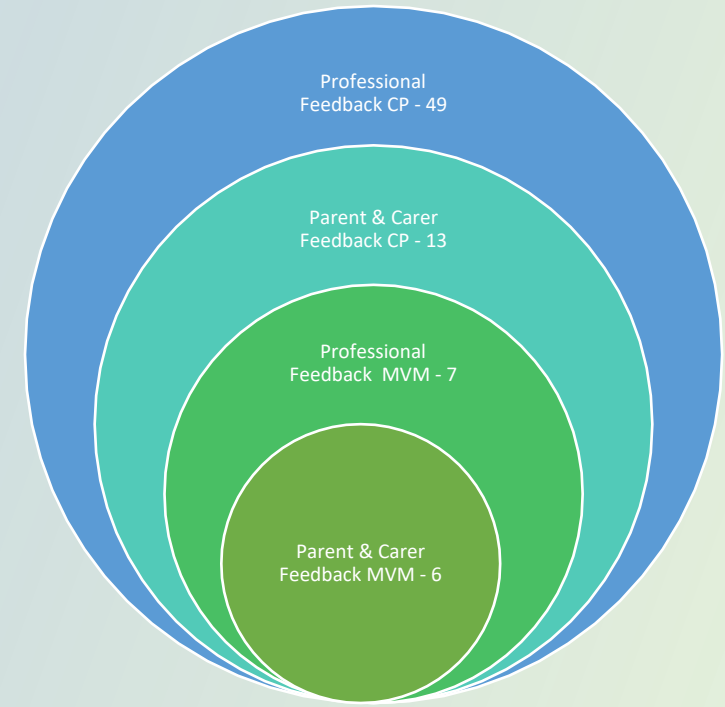 Professional
Feedback CP - 49
Parent & Carer
Feedback CP - 13
Professional
Feedback  MVM - 7
Parent & Carer
Feedback MVM - 6